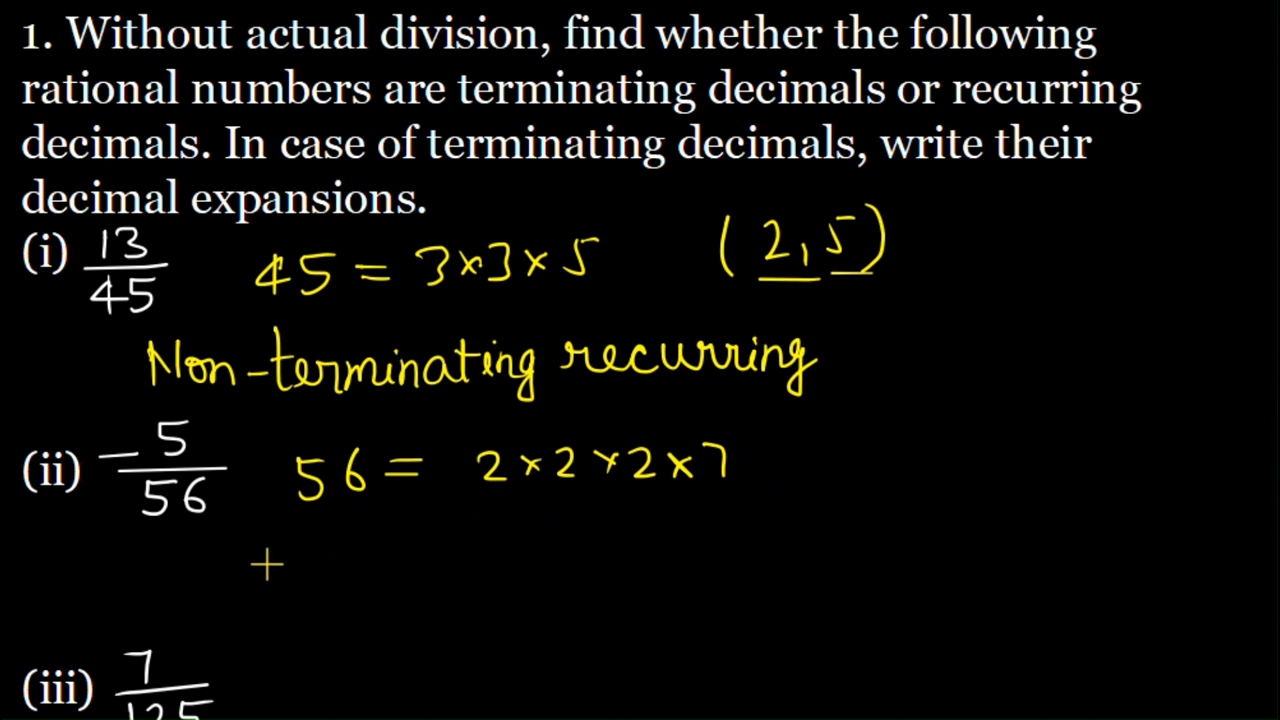 1. Without actual division, find whether the following
rational numbers are terminating decimals or recurring
decimals. In case of terminating decimals, write their
decimal expansions.
(i) 13/45 45 = 3×3×5 (2,5)
Non-terminating recurring
(ii) -5/56 56 = 2×2×2×7
(iii) 7/125